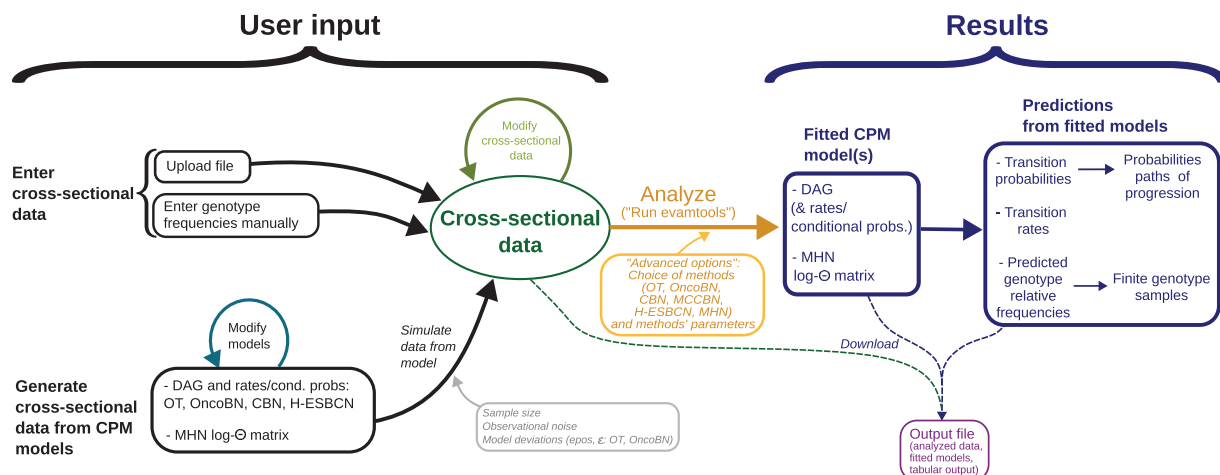 User input
Results
Enter
cross-sectional
data
Upload file
Enter genotype
frequencies manually
Modify
cross-sectional
data
Cross-sectional
data
Analyze
("Run evamtools")
"Advanced options":
Choice of methods
(OT, OncoBN,
CBN, MCCBN,
H-ESBCN, MHN)
and methods' parameters
Fitted CPM
model(s)
- DAG
(& rates/
conditional probs.)
- MHN
log-Θ matrix
Predictions
from fitted models
- Transition
probabilities
Probabilities
paths of
progression
- Transition
rates
- Predicted
genotype
relative
frequencies
Finite genotype
samples
Modify
models
Generate
cross-sectional
data from CPM
models
- DAG and rates/cond. probs:
OT, OncoBN, CBN, H-ESBCN
- MHN log-Θ matrix
Simulate
data from
model
Sample size
Observational noise
Model deviations (epos, ε: OT, OncoBN)
Download
Output file
(analyzed data,
fitted models,
tabular output)